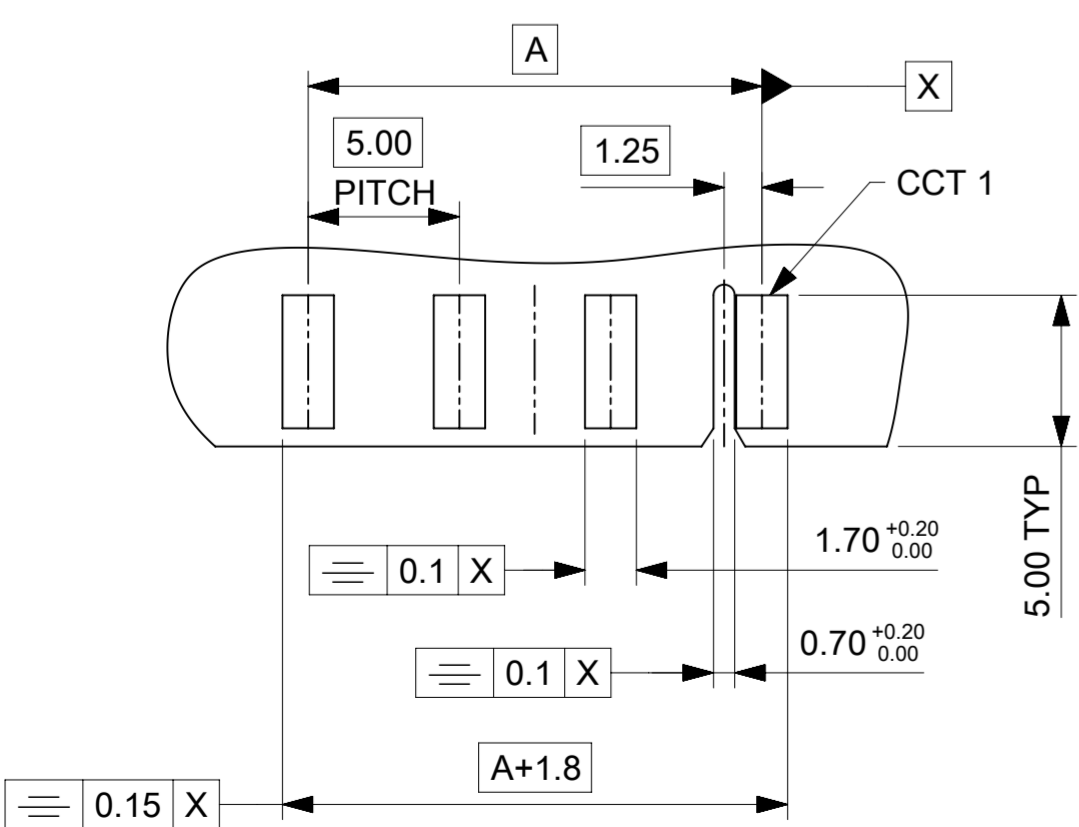 A
X
5.00
PITCH
1.25
CCT 1
5.00 TYP
1.70 +0.20 0.00
0.1 X
0.70 +0.20 0.00
0.1 X
A+1.8
0.15 X